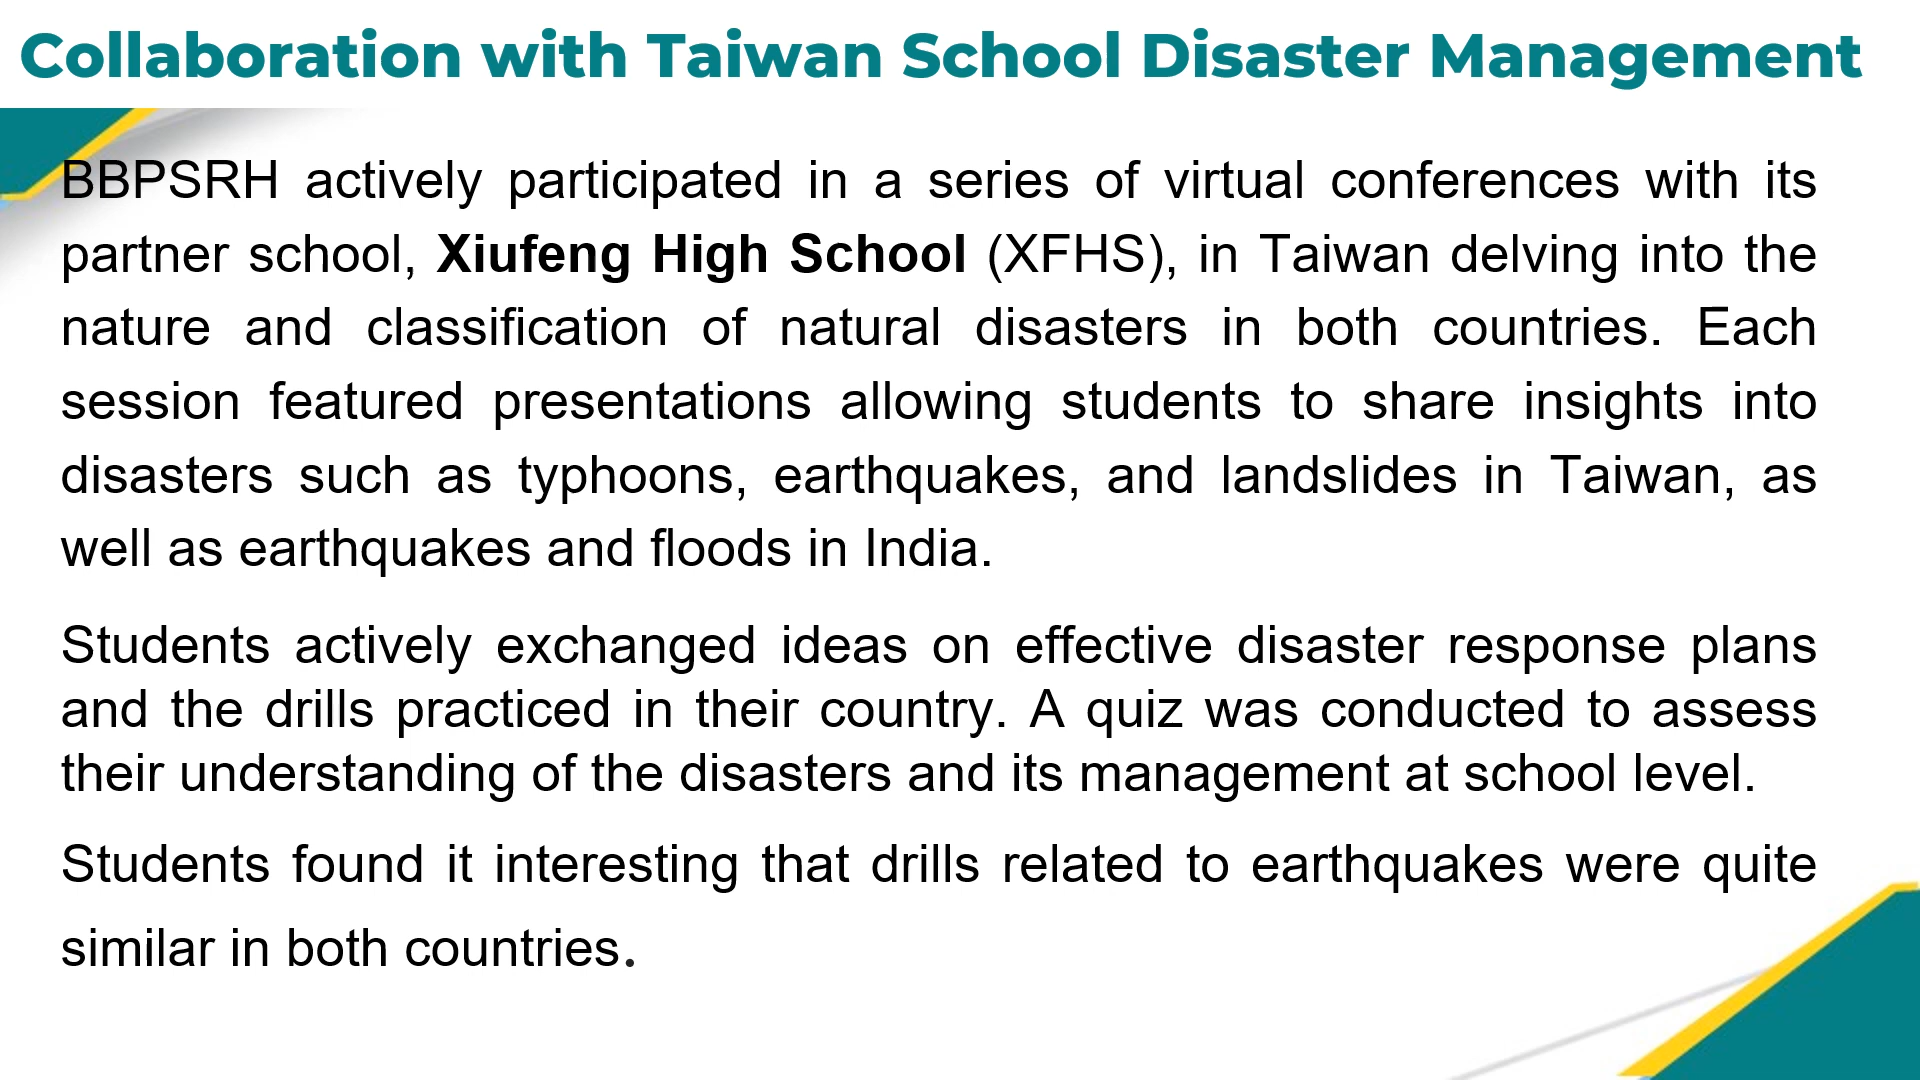 Collaboration with Taiwan School Disaster Management
BBPSRH actively participated in a series of virtual conferences with its
partner school, Xiufeng High School (XFHS), in Taiwan delving into the
nature and classification of natural disasters in both countries. Each
session featured presentations allowing students to share insights into
disasters such as typhoons, earthquakes, and landslides in Taiwan, as
well as earthquakes and floods in India.
Students actively exchanged ideas on effective disaster response plans
and the drills practiced in their country. A quiz was conducted to assess
their understanding of the disasters and its management at school level.
Students found it interesting that drills related to earthquakes were quite
similar in both countries.